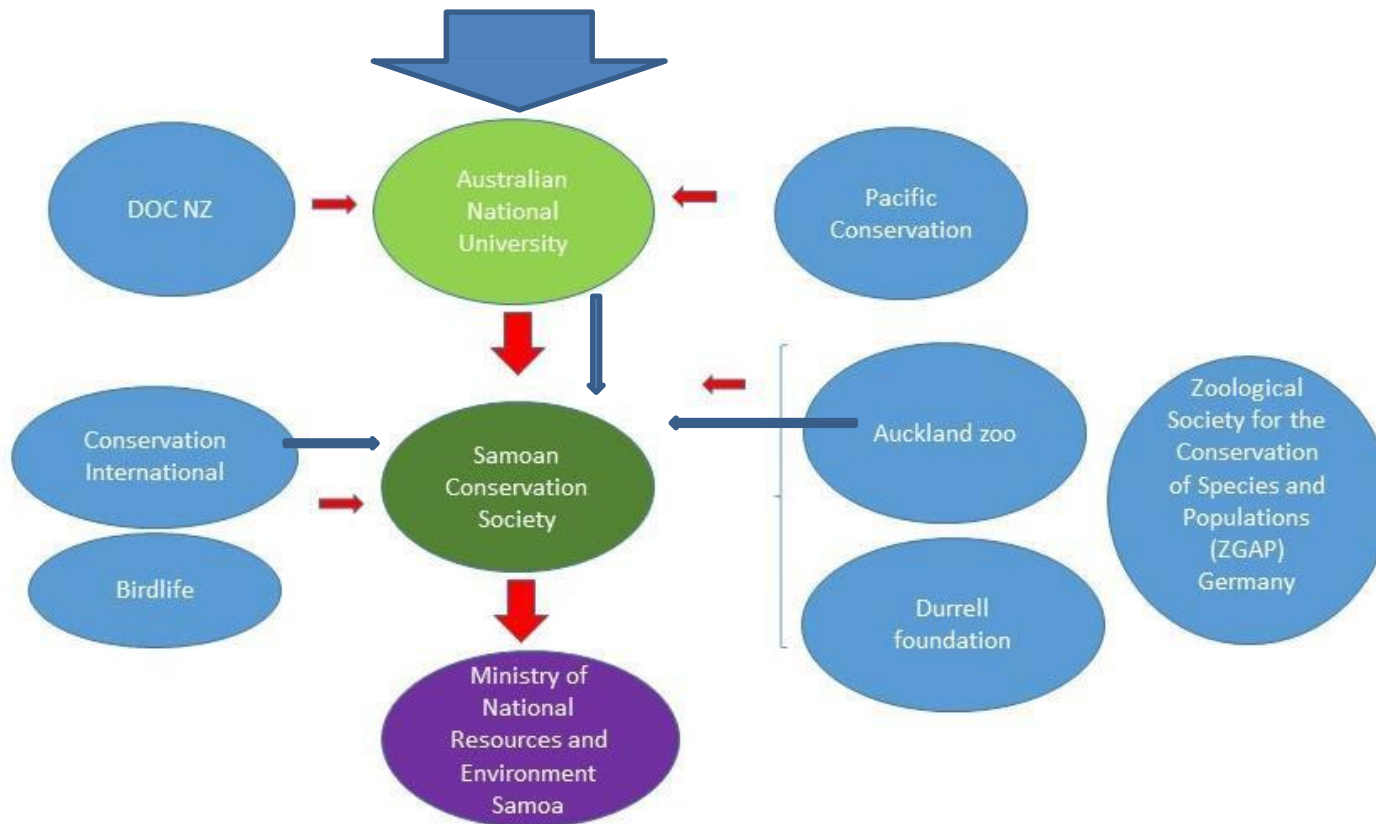 DOC NZ
Australian
National
University
Pacific
Conservation
Conservation
International
Samoan
Conservation
Society
Auckland zoo
Zoological
Society for the
Conservation
of Species and
Populations
(ZGAP)
Germany
Birdlife
Durrell
foundation
Ministry of
National
Resources and
Environment
Samoa